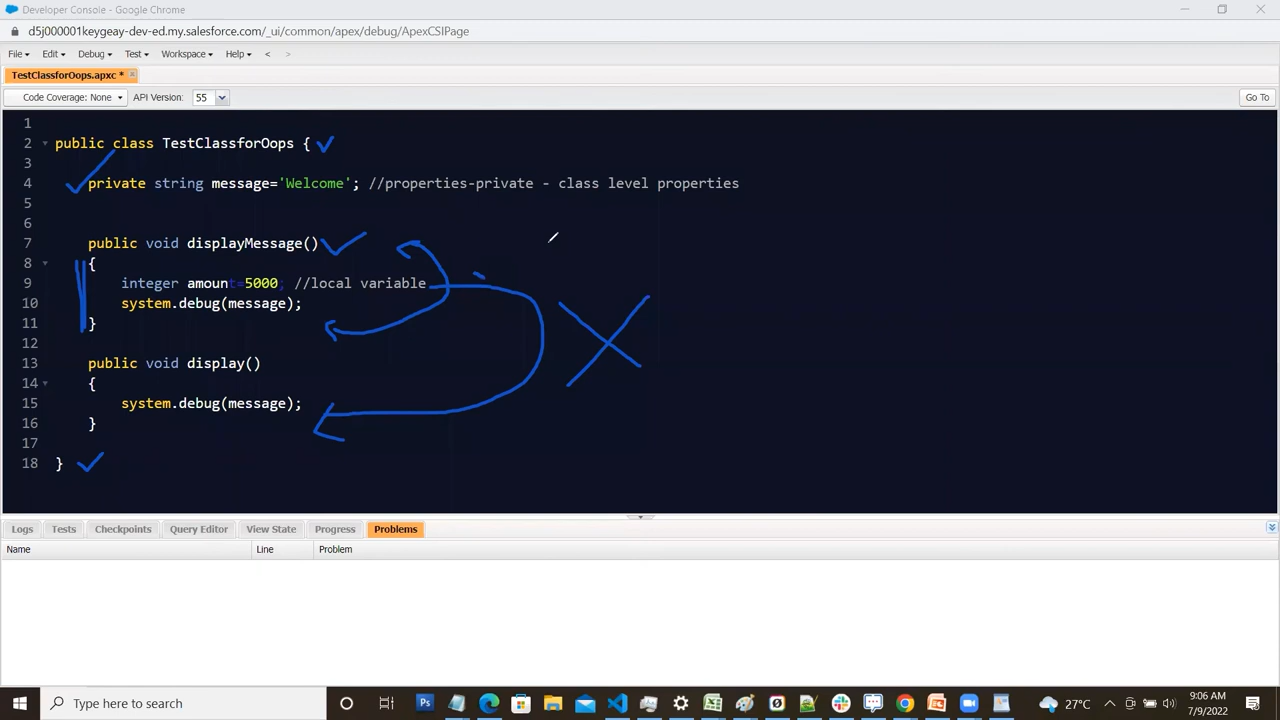 Developer Console - Google Chrome
d5j000001keygeay-dev-ed.my.salesforce.com/_ui/common/apex/debug/ApexCSIPage
File Edit Debug Test Workspace Help < >
TestClassforOops.apxc *
Code Coverage: None API Version: 55 Go To
1
2 public class TestClassforOops {
3
4 private string message='Welcome'; //properties-private - class level properties
5
6
7 public void displayMessage()
8 {
9 integer amount=5000; //local variable
10 system.debug(message);
11 }
12
13 public void display()
14 {
15 system.debug(message);
16 }
17
18 }
Logs Tests Checkpoints Query Editor View State Progress Problems
Name Line Problem
Type here to search
27°C
9:06 AM
7/9/2022